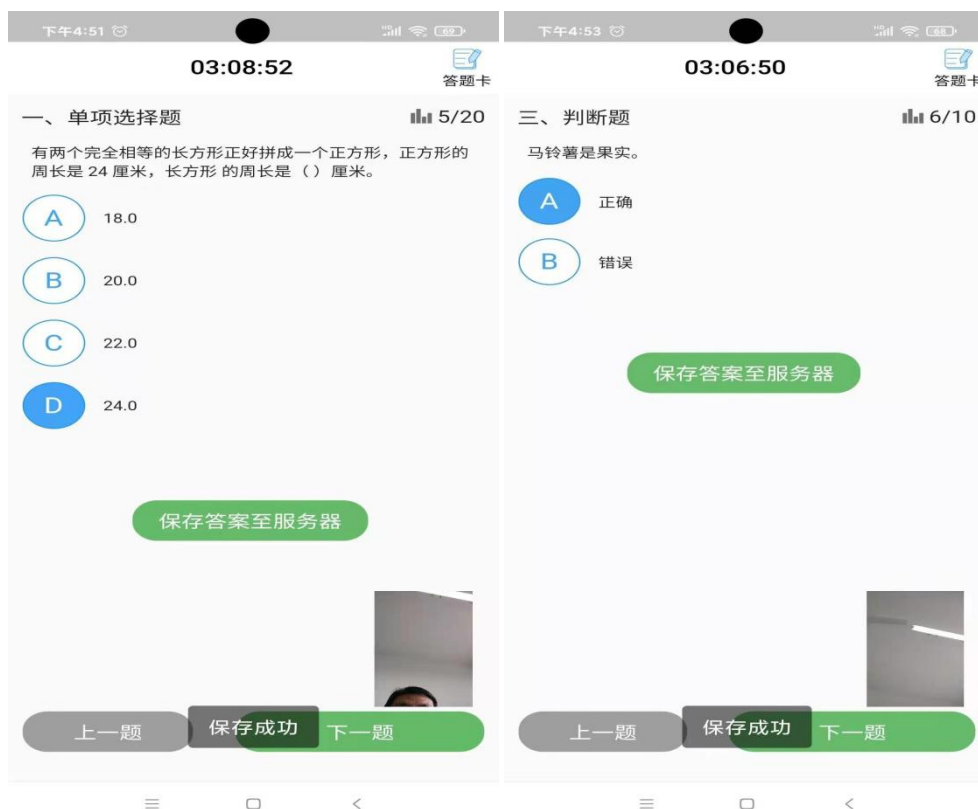 下午4:51
69
03:08:52
答题卡
一、单项选择题
5/20
有两个完全相等的长方形正好拼成一个正方形，正方形的
周长是 24 厘米，长方形 的周长是（）厘米。
A 18.0
B 20.0
C 22.0
D 24.0
保存答案至服务器
上一题
保存成功
下一题
下午4:53
68
03:06:50
答题卡
三、判断题
6/10
马铃薯是果实。
A 正确
B 错误
保存答案至服务器
上一题
保存成功
下一题